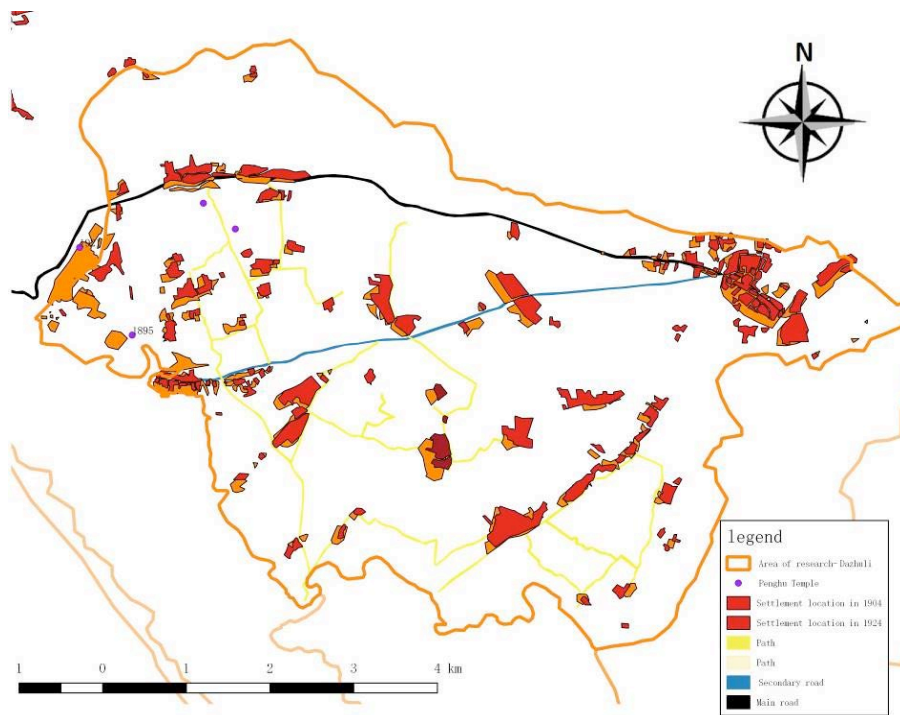 N
1895
legend
Area of research-Dazhuli
Penghu Temple
Settlement location in 1904
Settlement location in 1924
Path
Path
Secondary road
Main road
1 0 1 2 3 4 km